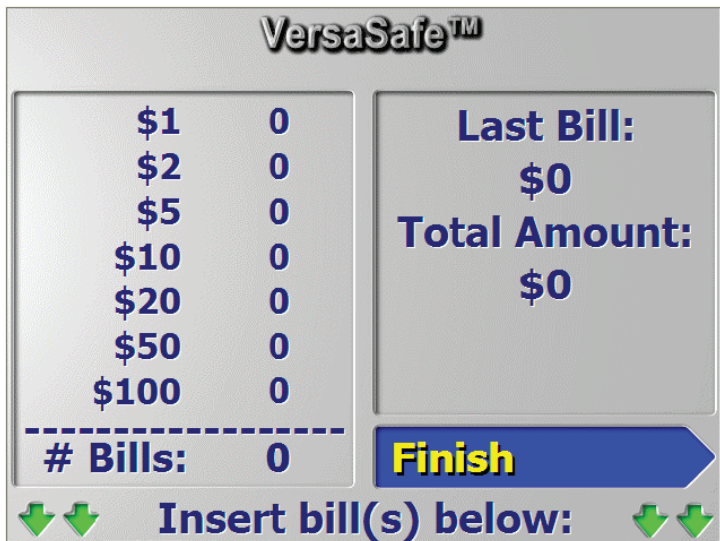 VersaSafe™
$1 0
$2 0
$5 0
$10 0
$20 0
$50 0
$100 0
------------------
# Bills: 0
Last Bill:
$0
Total Amount:
$0
Finish
Insert bill(s) below: